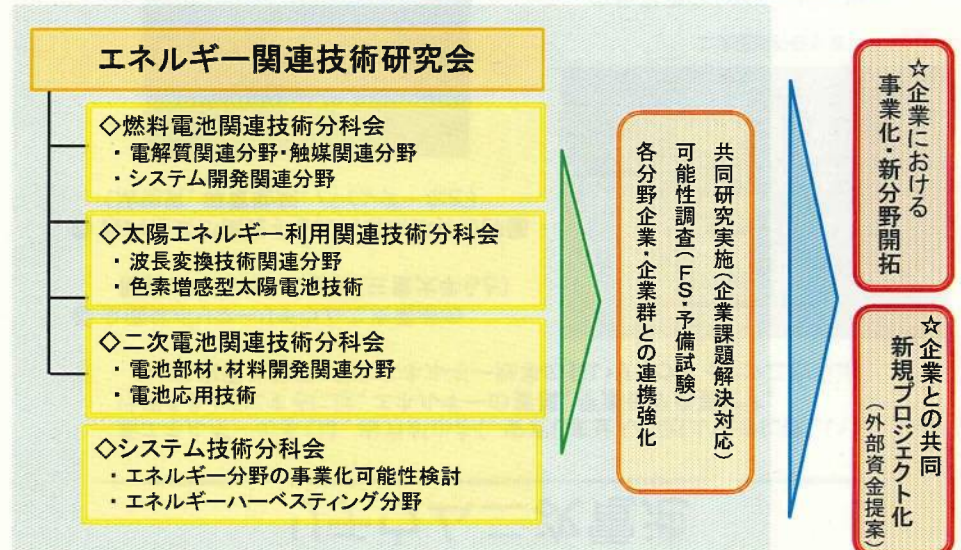 エネルギー関連技術研究会
◇燃料電池関連技術分科会
・電解質関連分野・触媒関連分野
・システム開発関連分野
◇太陽エネルギー利用関連技術分科会
・波長変換技術関連分野
・色素増感型太陽電池技術
◇二次電池関連技術分科会
・電池部材・材料開発関連分野
・電池応用技術
◇システム技術分科会
・エネルギー分野の事業化可能性検討
・エネルギーハーベスティング分野
共同研究実施(企業課題解決対応)
可能性調査(FS・予備試験)
各分野企業・企業群との連携強化
☆企業における
事業化・新分野開拓
☆企業との共同
新規プロジェクト化
(外部資金提案)